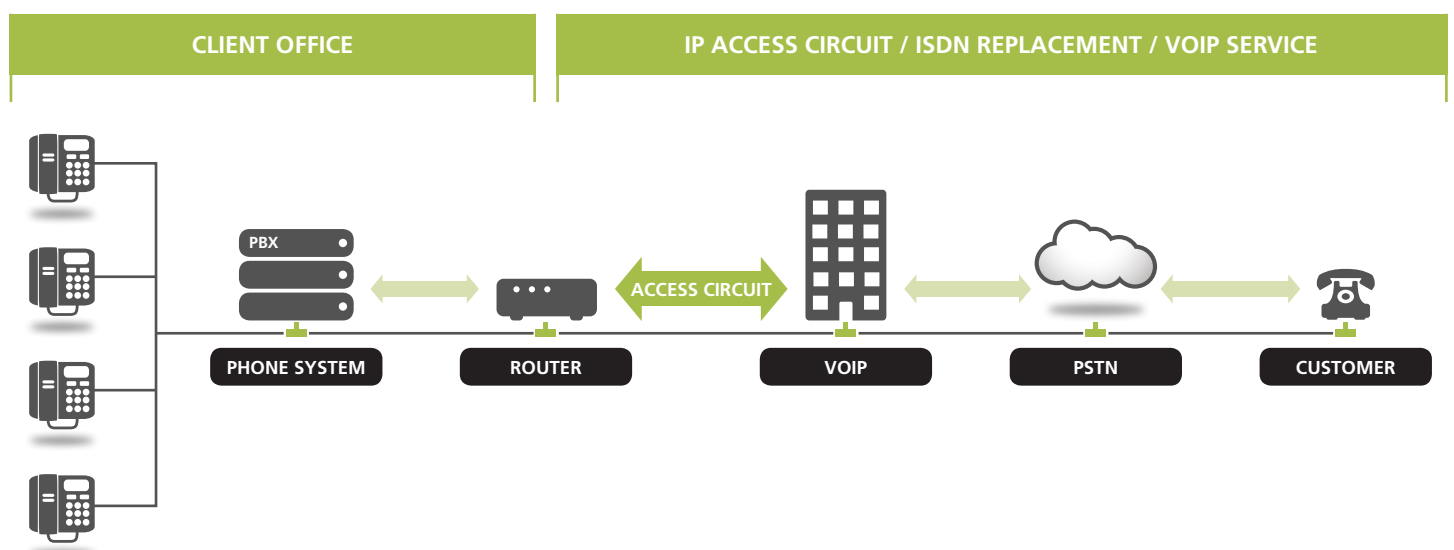 CLIENT OFFICE
IP ACCESS CIRCUIT / ISDN REPLACEMENT / VOIP SERVICE
PBX
ACCESS CIRCUIT
PHONE SYSTEM
ROUTER
VOIP
PSTN
CUSTOMER